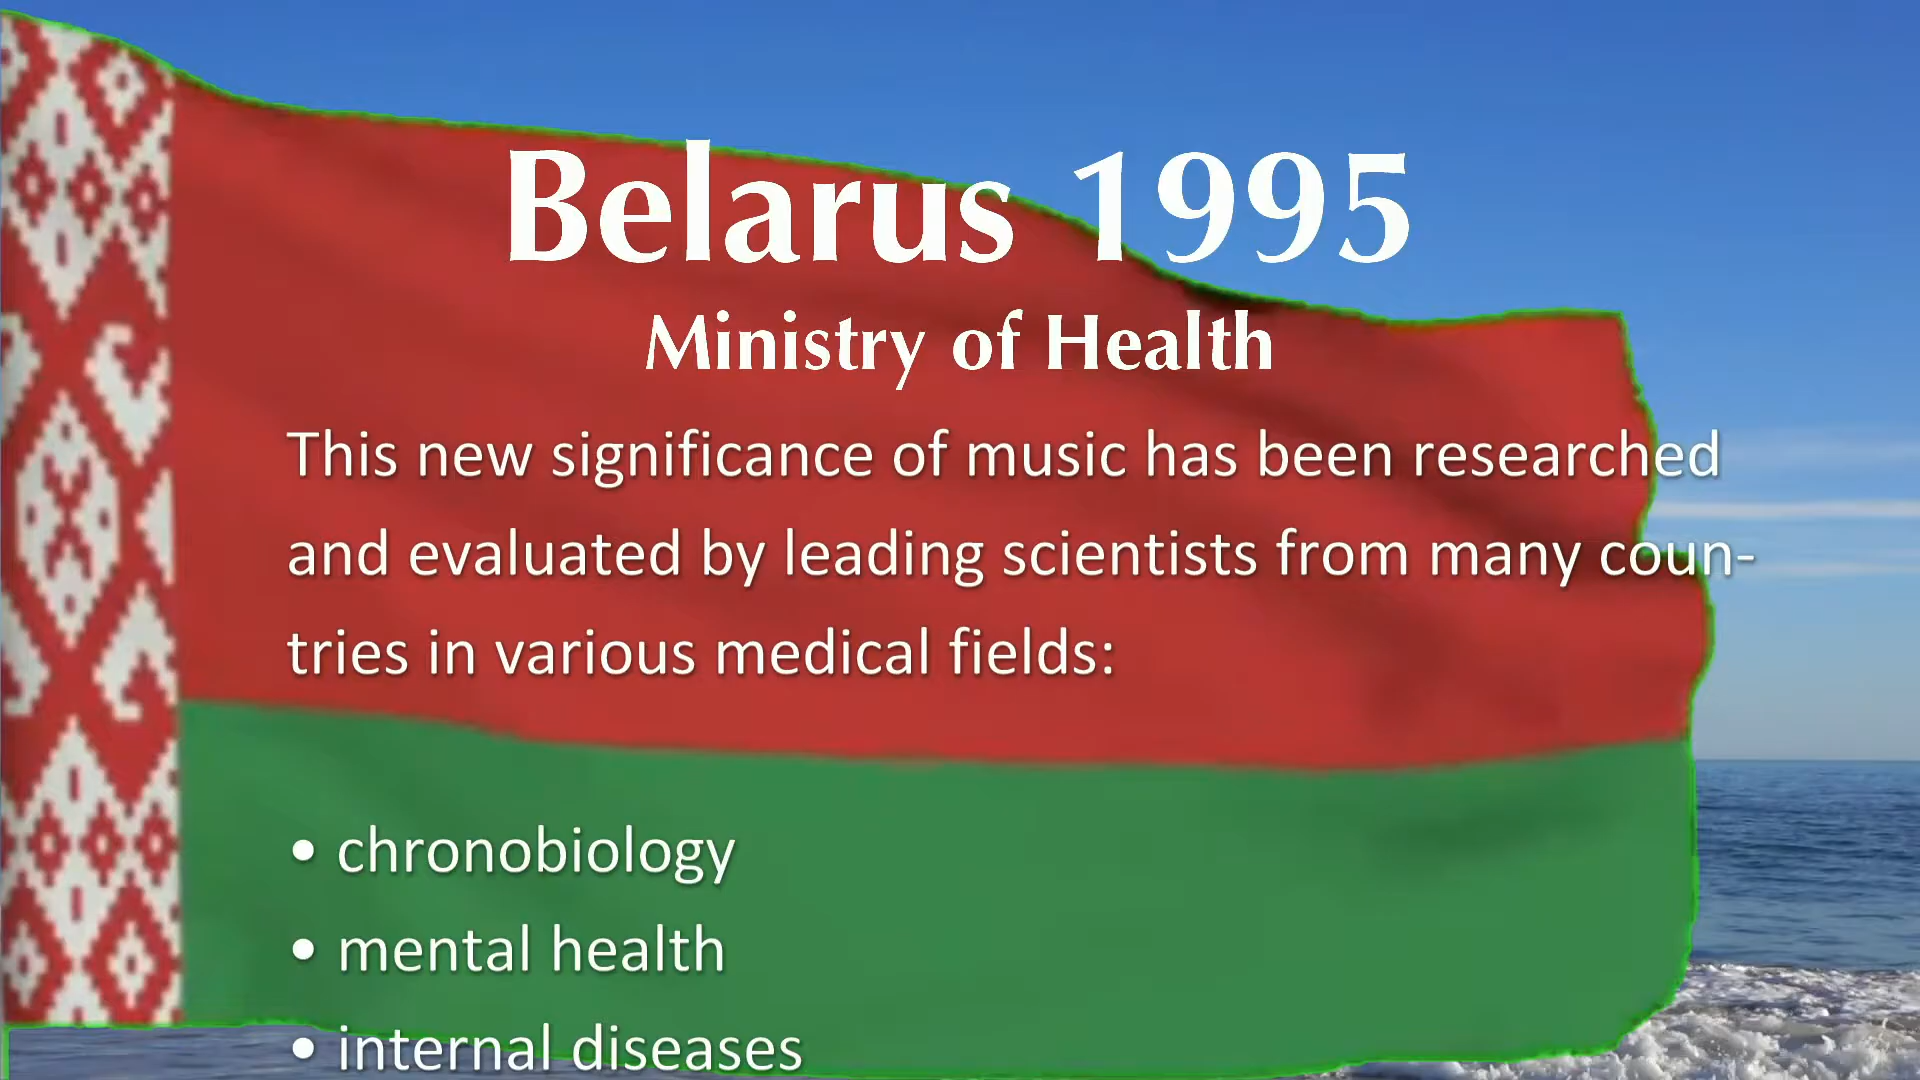 Belarus 1995
Ministry of Health
This new significance of music has been researched
and evaluated by leading scientists from many coun-
tries in various medical fields:
• chronobiology
• mental health
• internal diseases